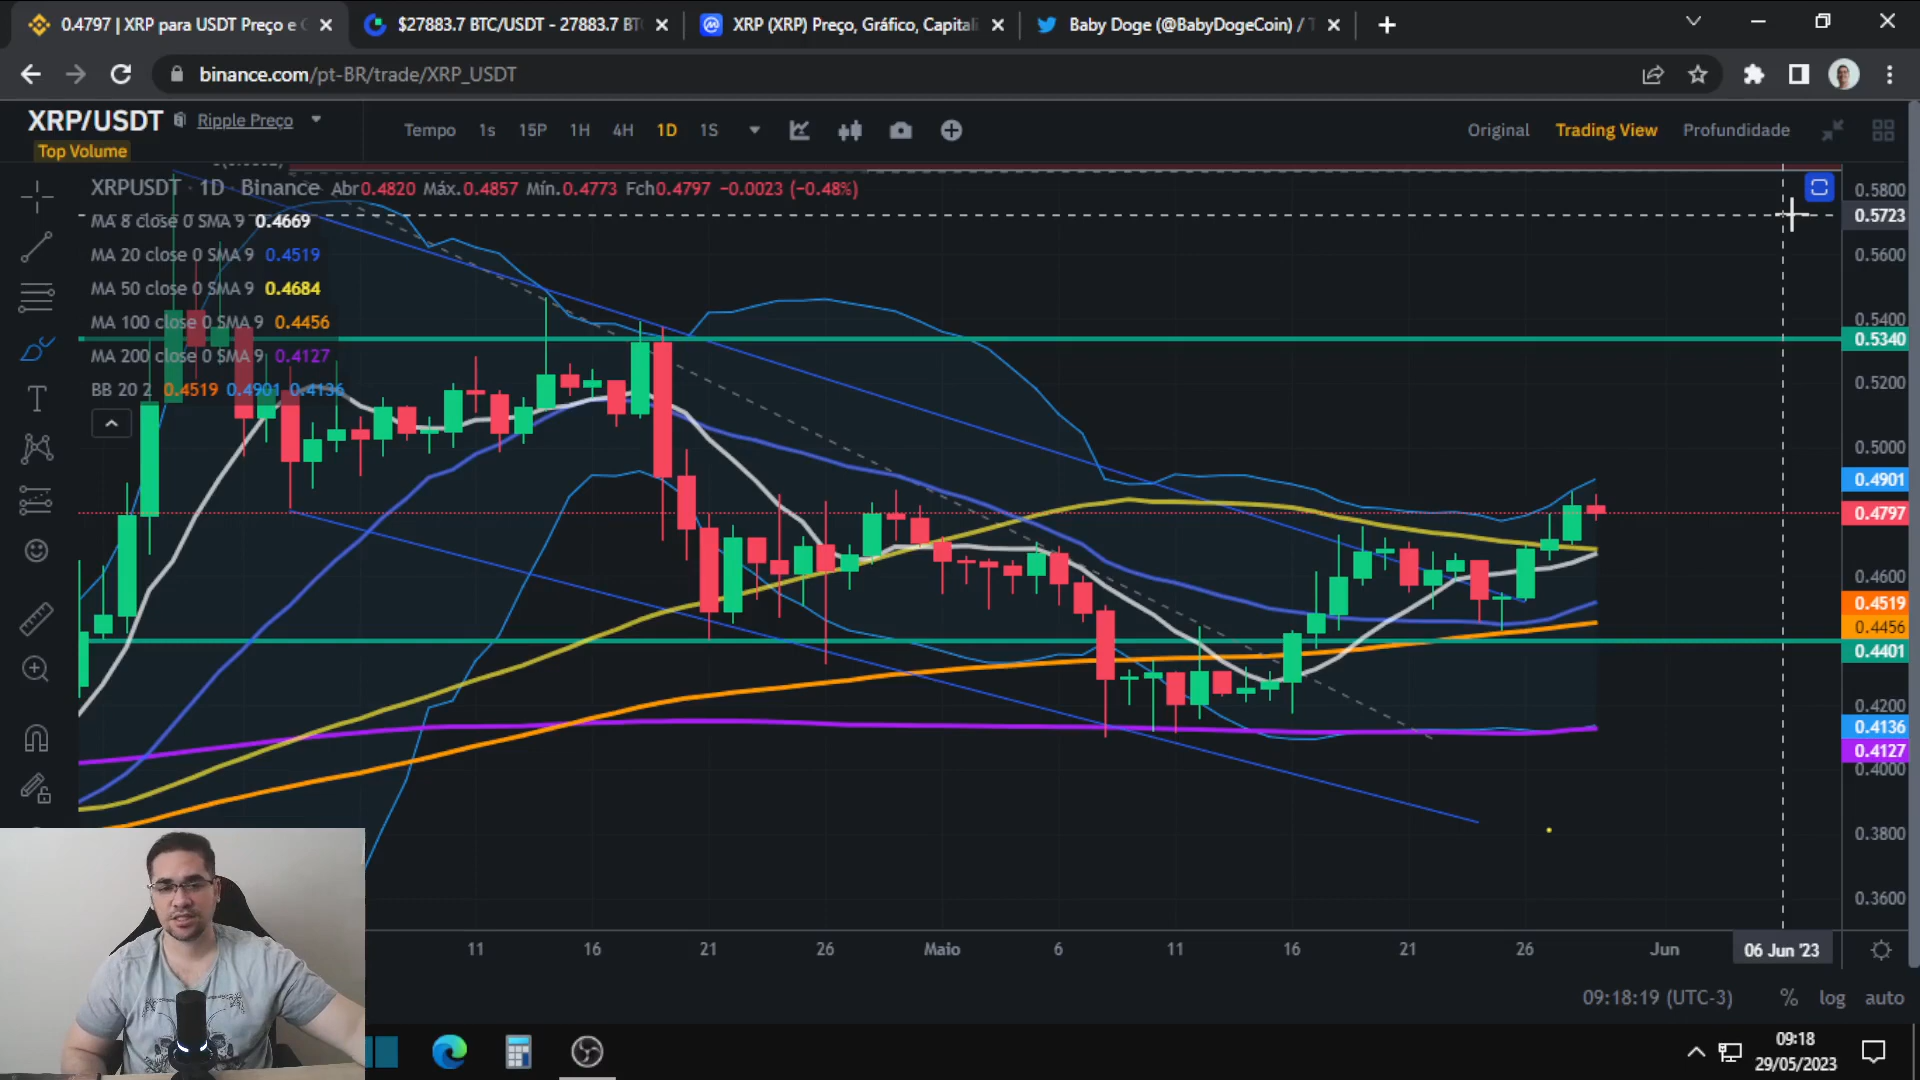 0.4797 | XRP para USDT Preço e
$27883.7 BTC/USDT - 27883.7 BT
XRP (XRP) Preço, Gráfico, Capitali
Baby Doge (@BabyDogeCoin) / T
binance.com/pt-BR/trade/XRP_USDT
XRP/USDT
Ripple Preço
Top Volume
Tempo 1s 15P 1H 4H 1D 1S
Original Trading View Profundidade
XRPUSDT · 1D · Binance Abr0.4820 Máx.0.4857 Mín.0.4773 Fch0.4797 −0.0023 (−0.48%)
MA 8 close 0 SMA 9 0.4669
MA 20 close 0 SMA 9 0.4519
MA 50 close 0 SMA 9 0.4684
MA 100 close 0 SMA 9 0.4456
MA 200 close 0 SMA 9 0.4127
BB 20 2 0.4519 0.4901 0.4136
0.5800
0.5723
0.5600
0.5400
0.5340
0.5200
0.5000
0.4901
0.4797
0.4600
0.4519
0.4456
0.4401
0.4200
0.4136
0.4127
0.4000
0.3800
0.3600
11 16 21 26 Maio 6 11 16 21 26 Jun 06 Jun '23
09:18:19 (UTC-3) % log auto
09:18
29/05/2023